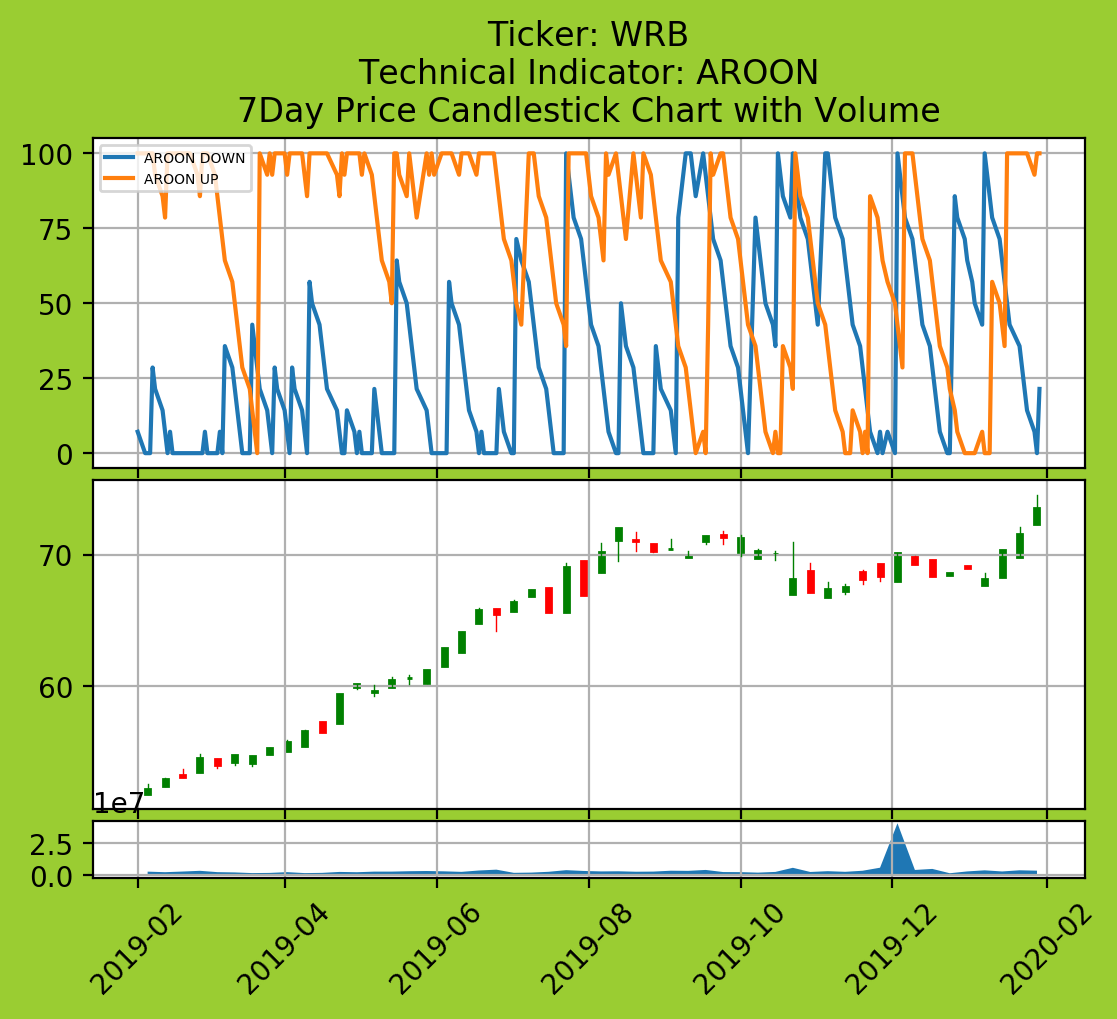 Ticker: WRB
Technical Indicator: AROON
7Day Price Candlestick Chart with Volume
AROON DOWN
AROON UP
100
75
50
25
0
70
60
1e7
2.5
0.0
2019-02
2019-04
2019-06
2019-08
2019-10
2019-12
2020-02